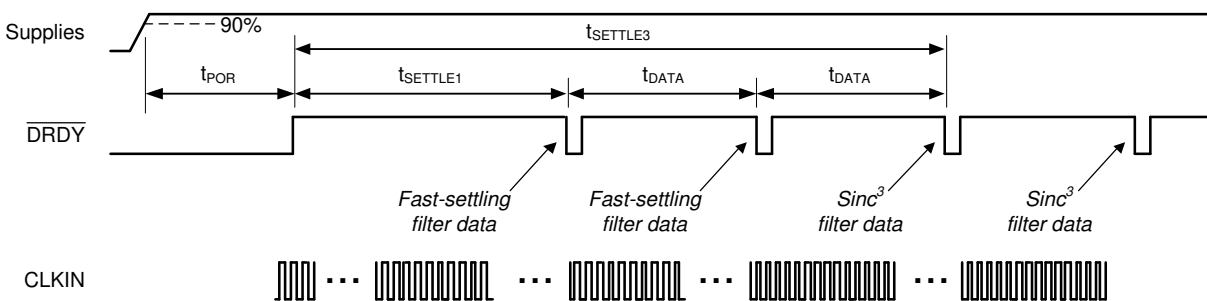 Supplies
90%
tSETTLE3
tPOR
tSETTLE1
tDATA
tDATA
DRDY
Fast-settling
filter data
Fast-settling
filter data
Sinc³
filter data
Sinc³
filter data
CLKIN